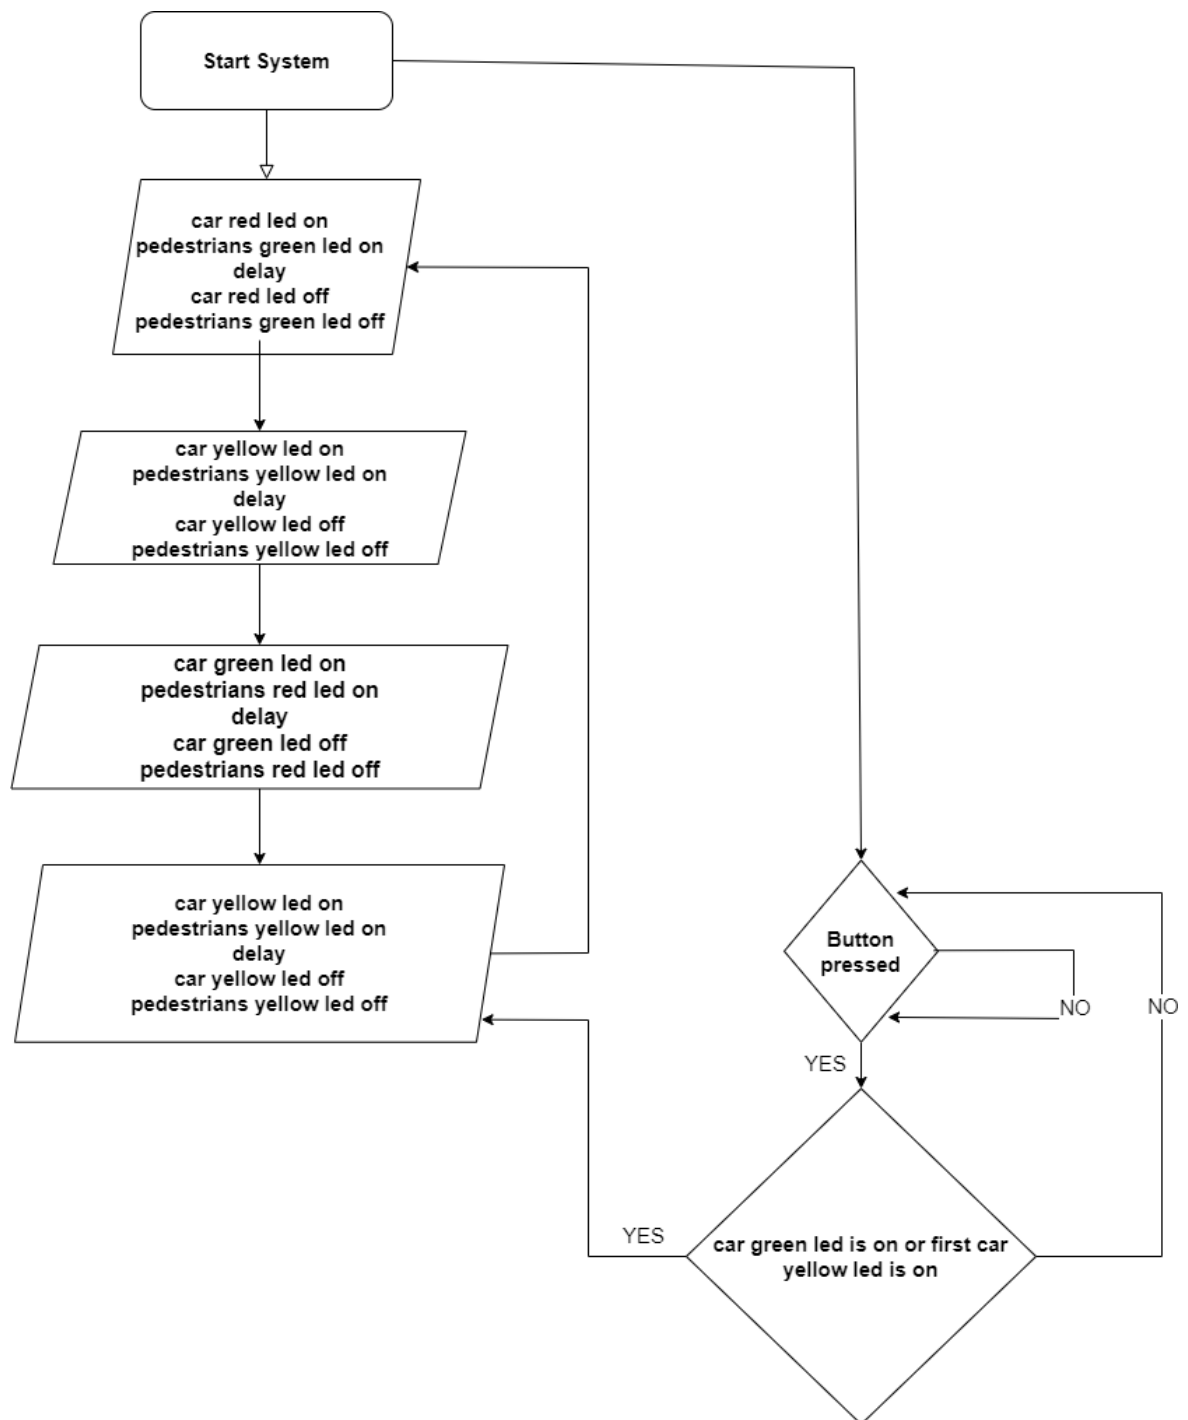 Start System
car red led on
pedestrians green led on
delay
car red led off
pedestrians green led off
car yellow led on
pedestrians yellow led on
delay
car yellow led off
pedestrians yellow led off
car green led on
pedestrians red led on
delay
car green led off
pedestrians red led off
car yellow led on
pedestrians yellow led on
delay
car yellow led off
pedestrians yellow led off
Button
pressed
NO
NO
YES
YES
car green led is on or first car
yellow led is on